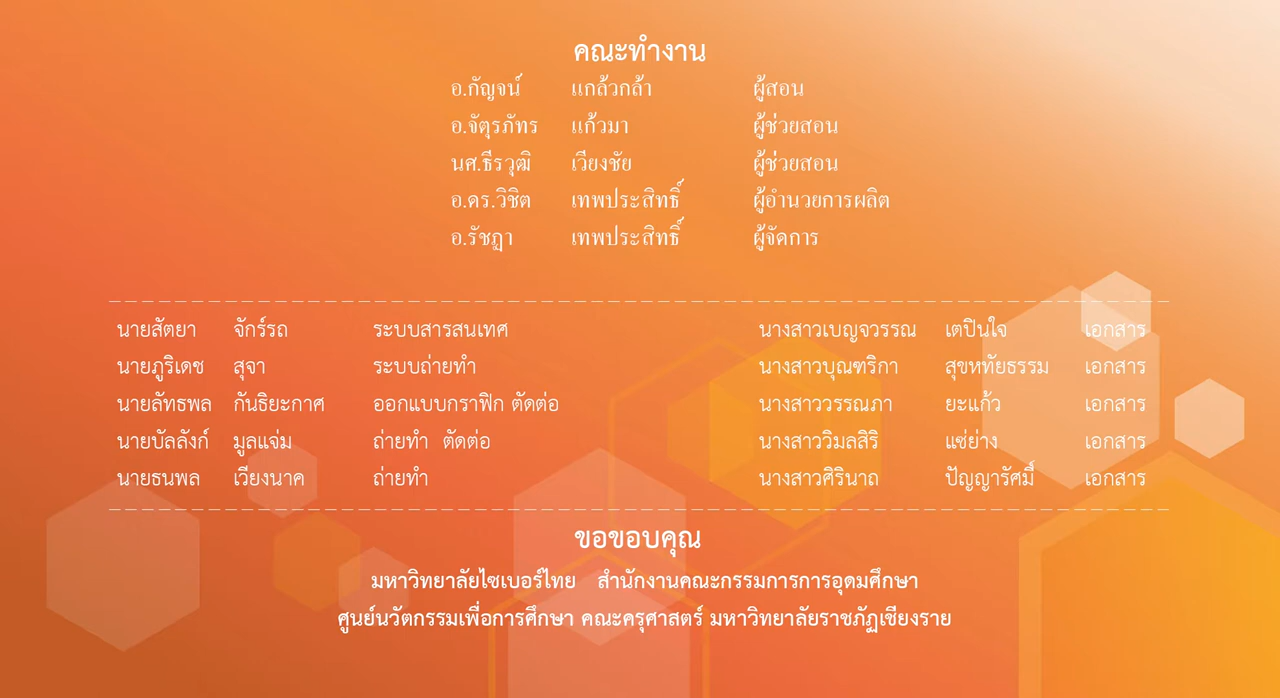 คณะทำงาน
อ.กัญจน์ แกล้วกล้า ผู้สอน
อ.จัตุรภัทร แก้วมา ผู้ช่วยสอน
นศ.ธีรวุฒิ เวียงชัย ผู้ช่วยสอน
อ.ดร.วิชิต เทพประสิทธิ์ ผู้อำนวยการผลิต
อ.รัชฎา เทพประสิทธิ์ ผู้จัดการ
นายสัตยา จักร์รถ ระบบสารสนเทศ นางสาวเบญจวรรณ เตปินใจ เอกสาร
นายภูริเดช สุจา ระบบถ่ายทำ นางสาวบุณฑริกา สุขหทัยธรรม เอกสาร
นายลัทธพล กันธิยะกาศ ออกแบบกราฟิก ตัดต่อ นางสาววรรณภา ยะแก้ว เอกสาร
นายบัลลังก์ มูลแจ่ม ถ่ายทำ ตัดต่อ นางสาววิมลสิริ แซ่ย่าง เอกสาร
นายธนพล เวียงนาค ถ่ายทำ นางสาวศิรินาถ ปัญญารัศมี์ เอกสาร
ขอขอบคุณ
มหาวิทยาลัยไซเบอร์ไทย สำนักงานคณะกรรมการการอุดมศึกษา
ศูนย์นวัตกรรมเพื่อการศึกษา คณะครุศาสตร์ มหาวิทยาลัยราชภัฏเชียงราย